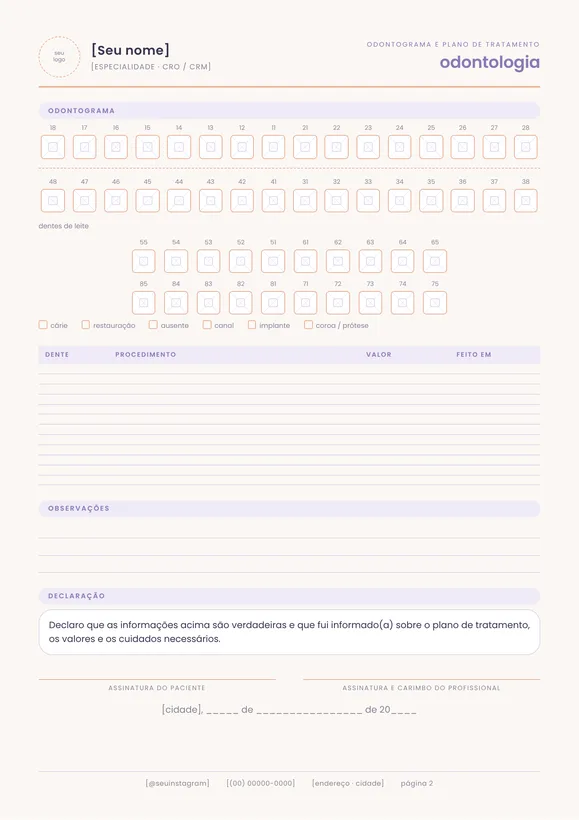 seu
logo
[Seu nome]
[ESPECIALIDADE · CRO / CRM]
ODONTOGRAMA E PLANO DE TRATAMENTO
odontologia
ODONTOGRAMA
18 17 16 15 14 13 12 11 21 22 23 24 25 26 27 28
48 47 46 45 44 43 42 41 31 32 33 34 35 36 37 38
dentes de leite
55 54 53 52 51 61 62 63 64 65
85 84 83 82 81 71 72 73 74 75
cárie restauração ausente canal implante coroa / prótese
DENTE PROCEDIMENTO VALOR FEITO EM
OBSERVAÇÕES
DECLARAÇÃO
Declaro que as informações acima são verdadeiras e que fui informado(a) sobre o plano de tratamento,
os valores e os cuidados necessários.
ASSINATURA DO PACIENTE ASSINATURA E CARIMBO DO PROFISSIONAL
[cidade], _____ de ________________ de 20____
[@seuinstagram] [(00) 00000-0000] [endereço · cidade] página 2